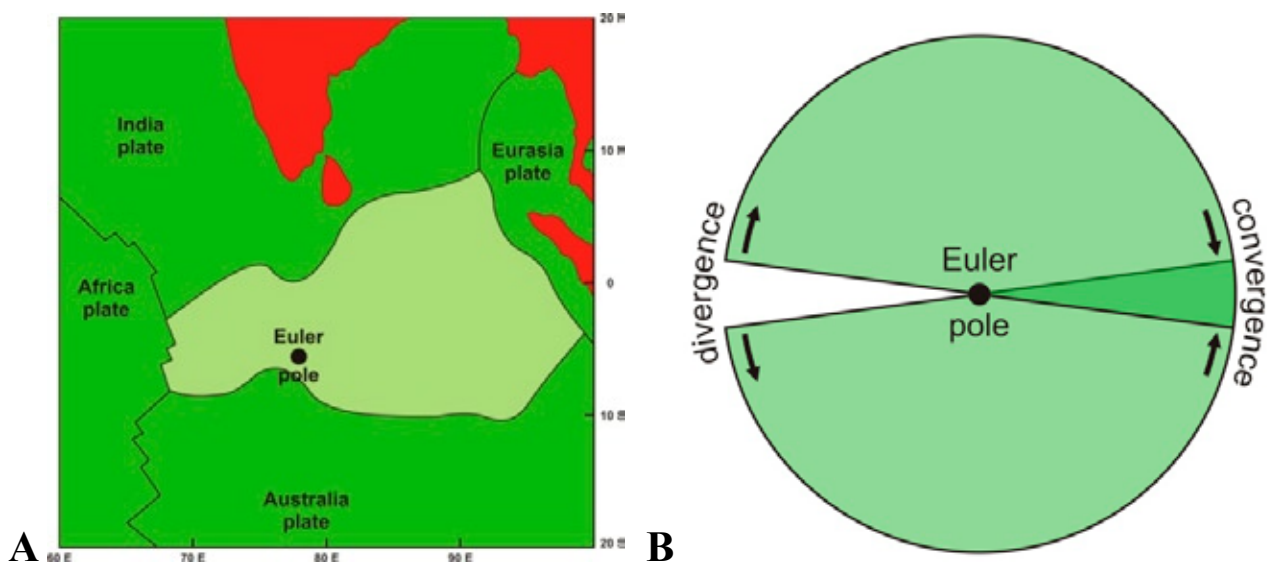 India
plate
Eurasia
plate
Africa
plate
Euler
pole
Australia
plate
20
10
0
10
20
60 E
70 E
80 E
90 E
A
divergence
Euler
pole
convergence
B